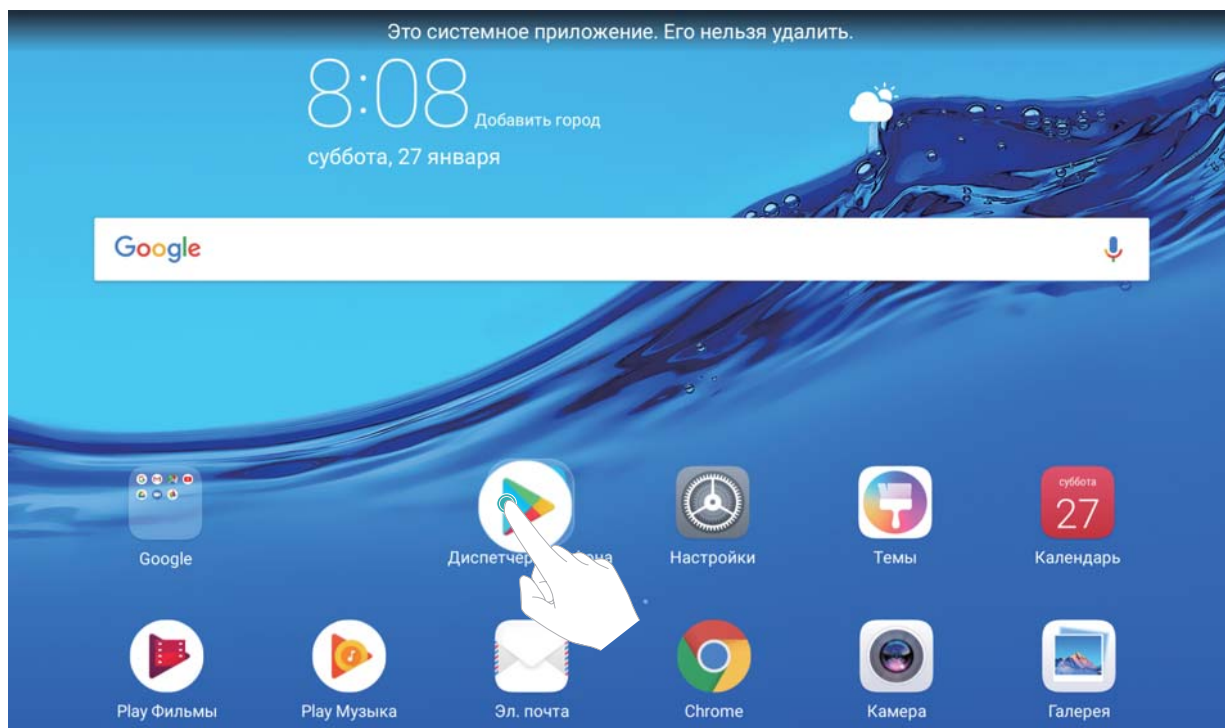 Это системное приложение. Его нельзя удалить.
8:08
Добавить город
суббота, 27 января
Google
суббота
27
Google
Настройки
Темы
Календарь
Play Фильмы
Play Музыка
Эл. почта
Chrome
Камера
Галерея